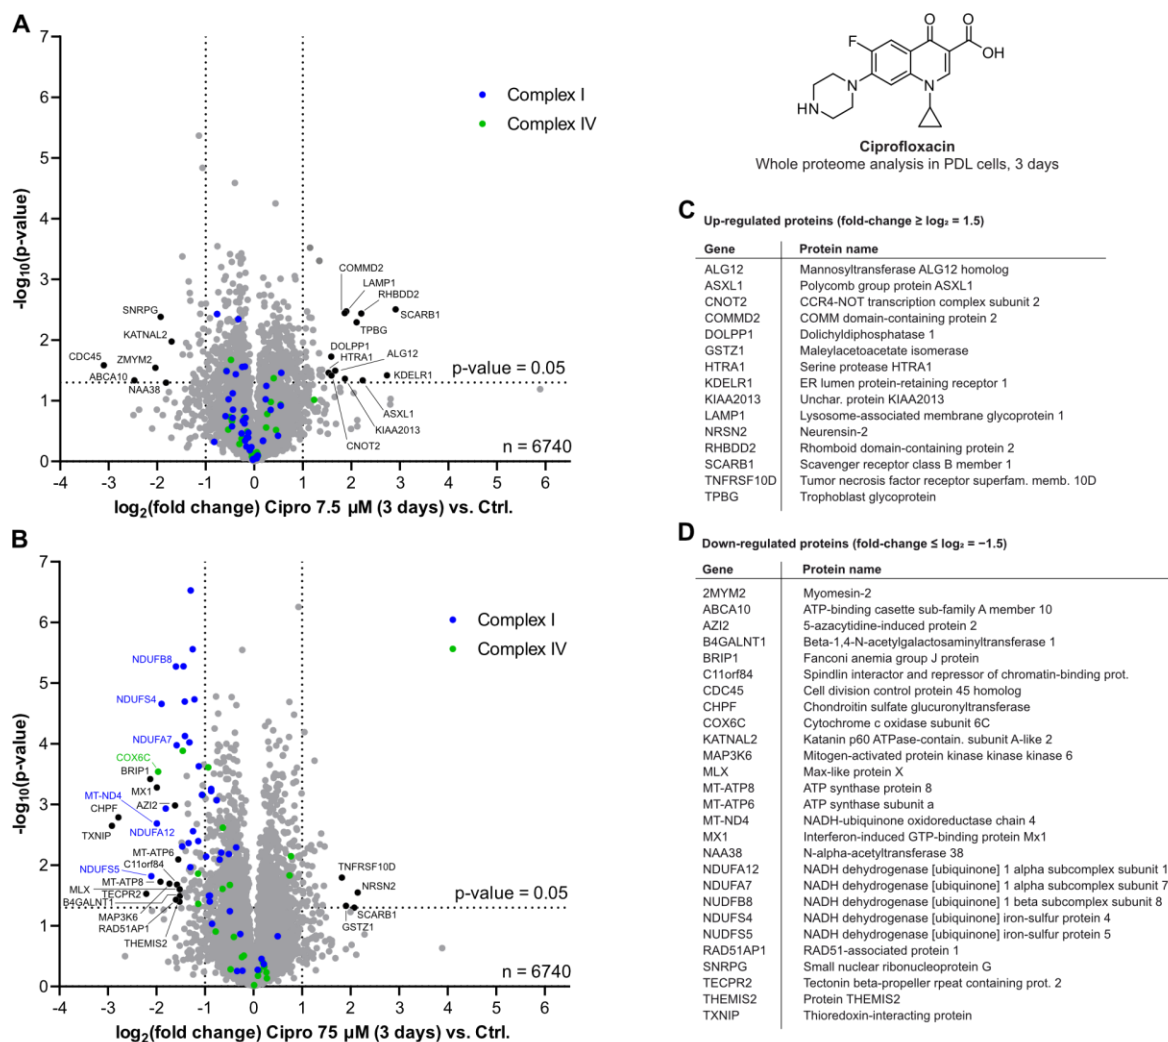 A
7
6
5
4
3
2
1
0
-log10(p-value)
Complex I
Complex IV
COMMD2
LAMP1
RHBDD2
SCARB1
TPBG
SNRPG
KATNAL2
CDC45
ZMYM2
ABCA10
NAA38
DOLPP1
HTRA1
ALG12
KDELR1
ASXL1
KIAA2013
CNOT2
p-value = 0.05
n = 6740
-4 -3 -2 -1 0 1 2 3 4 5 6
log₂(fold change) Cipro 7.5 µM (3 days) vs. Ctrl.
B
7
6
5
4
3
2
1
0
-log10(p-value)
Complex I
Complex IV
NDUFB8
NDUFS4
NDUFA7
COX6C
BRIP1
MX1
MT-ND4
AZI2
CHPF
TXNIP
NDUFA12
MT-ATP6
C11orf84
NDUFS5
MT-ATP8
MLX
TECPR2
B4GALNT1
MAP3K6
RAD51AP1
THEMIS2
TNFRSF10D
NRSN2
SCARB1
GSTZ1
p-value = 0.05
n = 6740
-4 -3 -2 -1 0 1 2 3 4 5 6
log₂(fold change) Cipro 75 µM (3 days) vs. Ctrl.
O
O
F
OH
N
N
HN
Ciprofloxacin
Whole proteome analysis in PDL cells, 3 days
C Up-regulated proteins (fold-change ≥ log₂ = 1.5)
Gene Protein name
ALG12 Mannosyltransferase ALG12 homolog
ASXL1 Polycomb group protein ASXL1
CNOT2 CCR4-NOT transcription complex subunit 2
COMMD2 COMM domain-containing protein 2
DOLPP1 Dolichyldiphosphatase 1
GSTZ1 Maleylacetoacetate isomerase
HTRA1 Serine protease HTRA1
KDELR1 ER lumen protein-retaining receptor 1
KIAA2013 Unchar. protein KIAA2013
LAMP1 Lysosome-associated membrane glycoprotein 1
NRSN2 Neurensin-2
RHBDD2 Rhomboid domain-containing protein 2
SCARB1 Scavenger receptor class B member 1
TNFRSF10D Tumor necrosis factor receptor superfam. memb. 10D
TPBG Trophoblast glycoprotein
D Down-regulated proteins (fold-change ≤ log₂ = −1.5)
Gene Protein name
2MYM2 Myomesin-2
ABCA10 ATP-binding casette sub-family A member 10
AZI2 5-azacytidine-induced protein 2
B4GALNT1 Beta-1,4-N-acetylgalactosaminyltransferase 1
BRIP1 Fanconi anemia group J protein
C11orf84 Spindlin interactor and repressor of chromatin-binding prot.
CDC45 Cell division control protein 45 homolog
CHPF Chondroitin sulfate glucuronyltransferase
COX6C Cytochrome c oxidase subunit 6C
KATNAL2 Katanin p60 ATPase-contain. subunit A-like 2
MAP3K6 Mitogen-activated protein kinase kinase kinase 6
MLX Max-like protein X
MT-ATP8 ATP synthase protein 8
MT-ATP6 ATP synthase subunit a
MT-ND4 NADH-ubiquinone oxidoreductase chain 4
MX1 Interferon-induced GTP-binding protein Mx1
NAA38 N-alpha-acetyltransferase 38
NDUFA12 NADH dehydrogenase [ubiquinone] 1 alpha subcomplex subunit 1
NDUFA7 NADH dehydrogenase [ubiquinone] 1 alpha subcomplex subunit 7
NUDFB8 NADH dehydrogenase [ubiquinone] 1 beta subcomplex subunit 8
NDUFS4 NADH dehydrogenase [ubiquinone] iron-sulfur protein 4
NUDFS5 NADH dehydrogenase [ubiquinone] iron-sulfur protein 5
RAD51AP1 RAD51-associated protein 1
SNRPG Small nuclear ribonucleoprotein G
TECPR2 Tectonin beta-propeller rpeat containing prot. 2
THEMIS2 Protein THEMIS2
TXNIP Thioredoxin-interacting protein